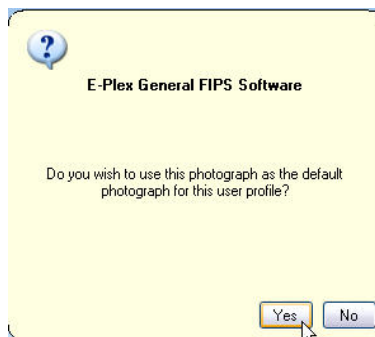 ?
E-Plex General FIPS Software
Do you wish to use this photograph as the default
photograph for this user profile?
Yes No